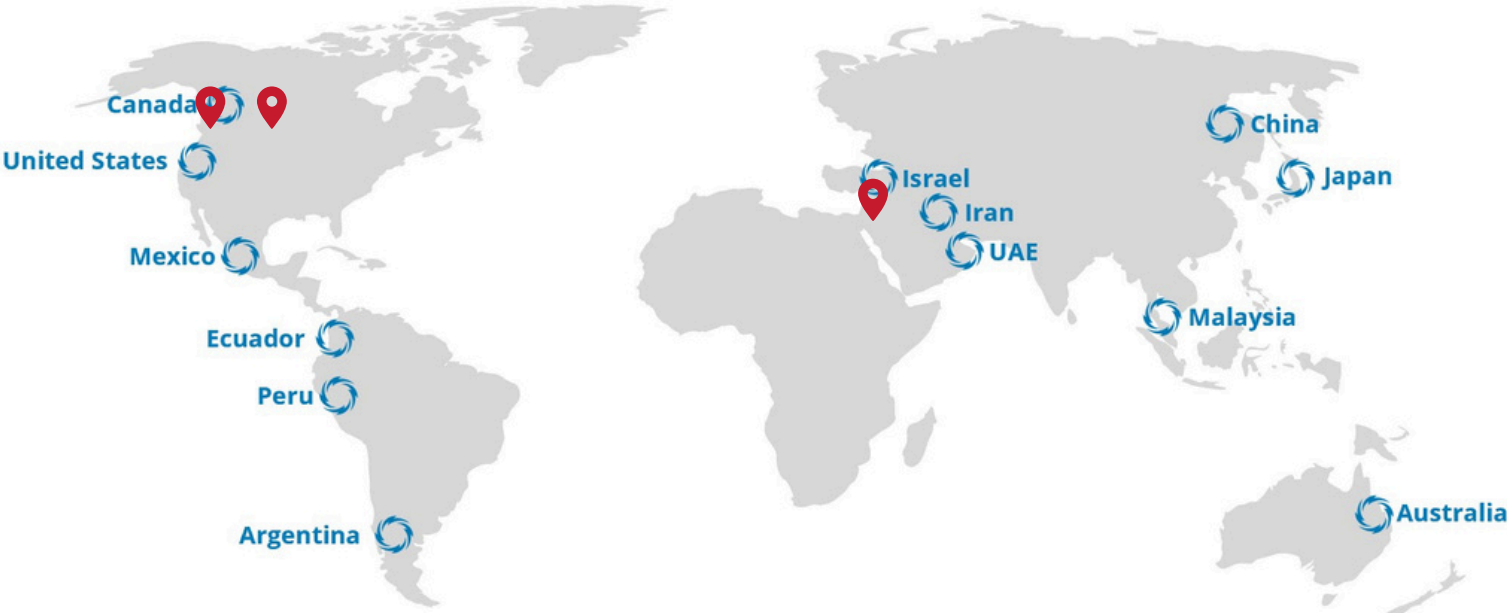 Canada
United States
Mexico
Ecuador
Peru
Argentina
Israel
Iran
UAE
China
Japan
Malaysia
Australia